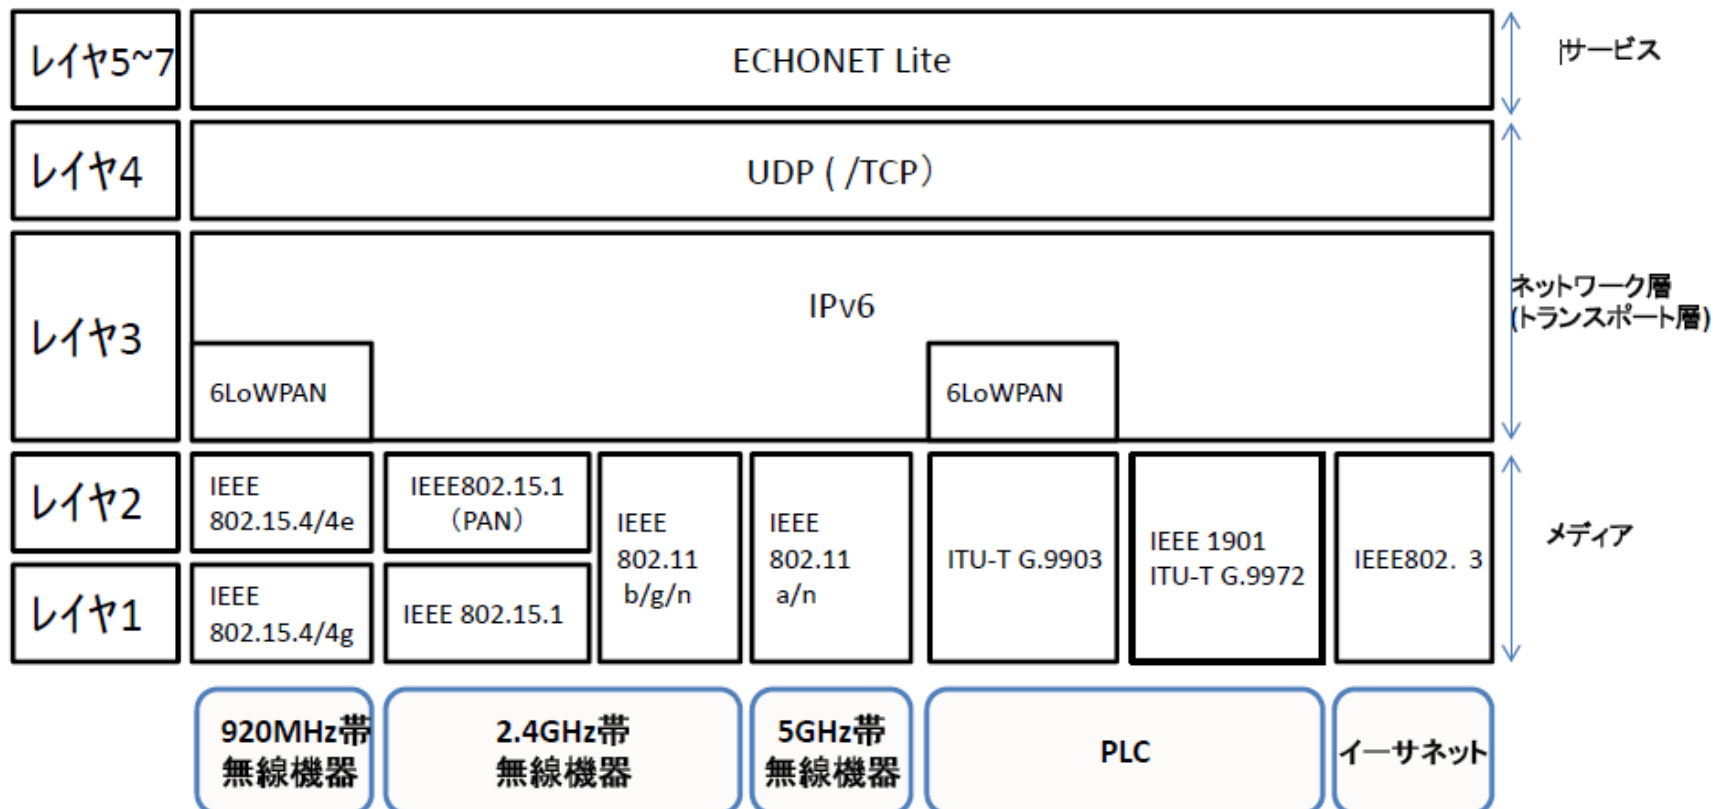 レイヤ5~7
ECHONET Lite
サービス
レイヤ4
UDP ( /TCP）
レイヤ3
IPv6
ネットワーク層
(トランスポート層)
6LoWPAN
6LoWPAN
レイヤ2
IEEE
802.15.4/4e
IEEE802.15.1
（PAN）
IEEE
802.11
b/g/n
IEEE
802.11
a/n
ITU-T G.9903
IEEE 1901
ITU-T G.9972
IEEE802．3
メディア
レイヤ1
IEEE
802.15.4/4g
IEEE 802.15.1
920MHz帯
無線機器
2.4GHz帯
無線機器
5GHz帯
無線機器
PLC
イーサネット